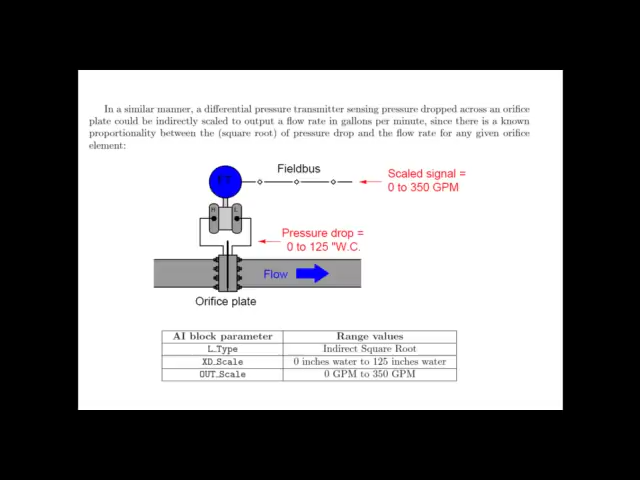 In a similar manner, a differential pressure transmitter sensing pressure dropped across an orifice
plate could be indirectly scaled to output a flow rate in gallons per minute, since there is a known
proportionality between the (square root) of pressure drop and the flow rate for any given orifice
element:
Fieldbus
Scaled signal =
0 to 350 GPM
H L
Pressure drop =
0 to 125 "W.C.
Flow
Orifice plate
AI block parameter Range values
L_Type Indirect Square Root
XD_Scale 0 inches water to 125 inches water
OUT_Scale 0 GPM to 350 GPM